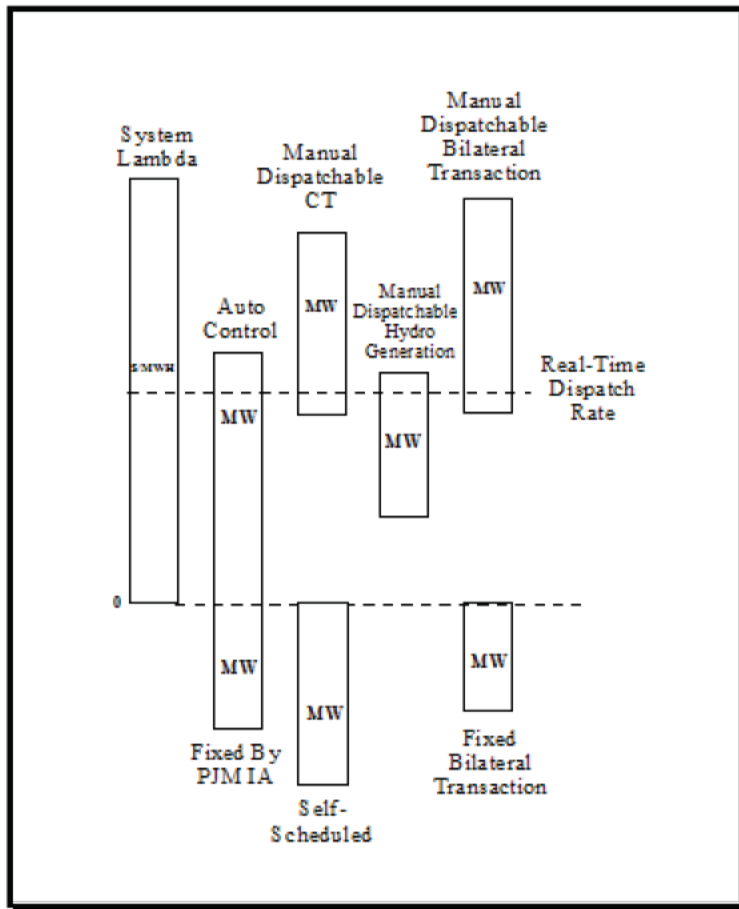 System
Lambda
Manual
Dispatchable
CT
Manual
Dispatchable
Bilateral
Transaction
Auto
Control
Manual
Dispatchable
Hydro
Generation
Real-Time
Dispatch
Rate
$/MWH
MW
MW
MW
MW
0
MW
MW
MW
Fixed By
PJM IA
Self-
Scheduled
Fixed
Bilateral
Transaction